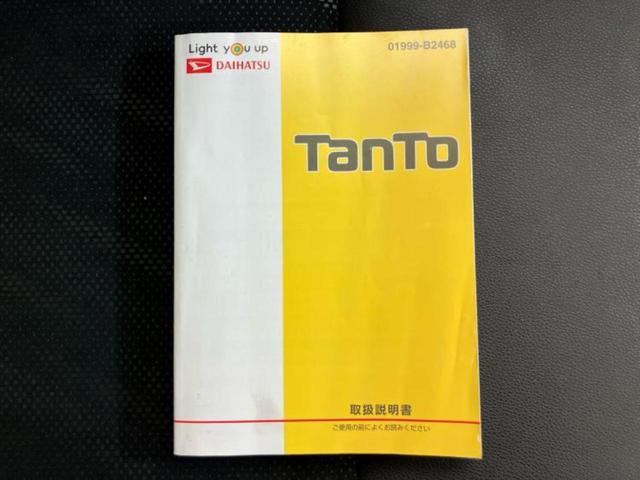 Light you up
01999-B2468
DAIHATSU
TanTo
取扱説明書
ご使用の前によくお読みください